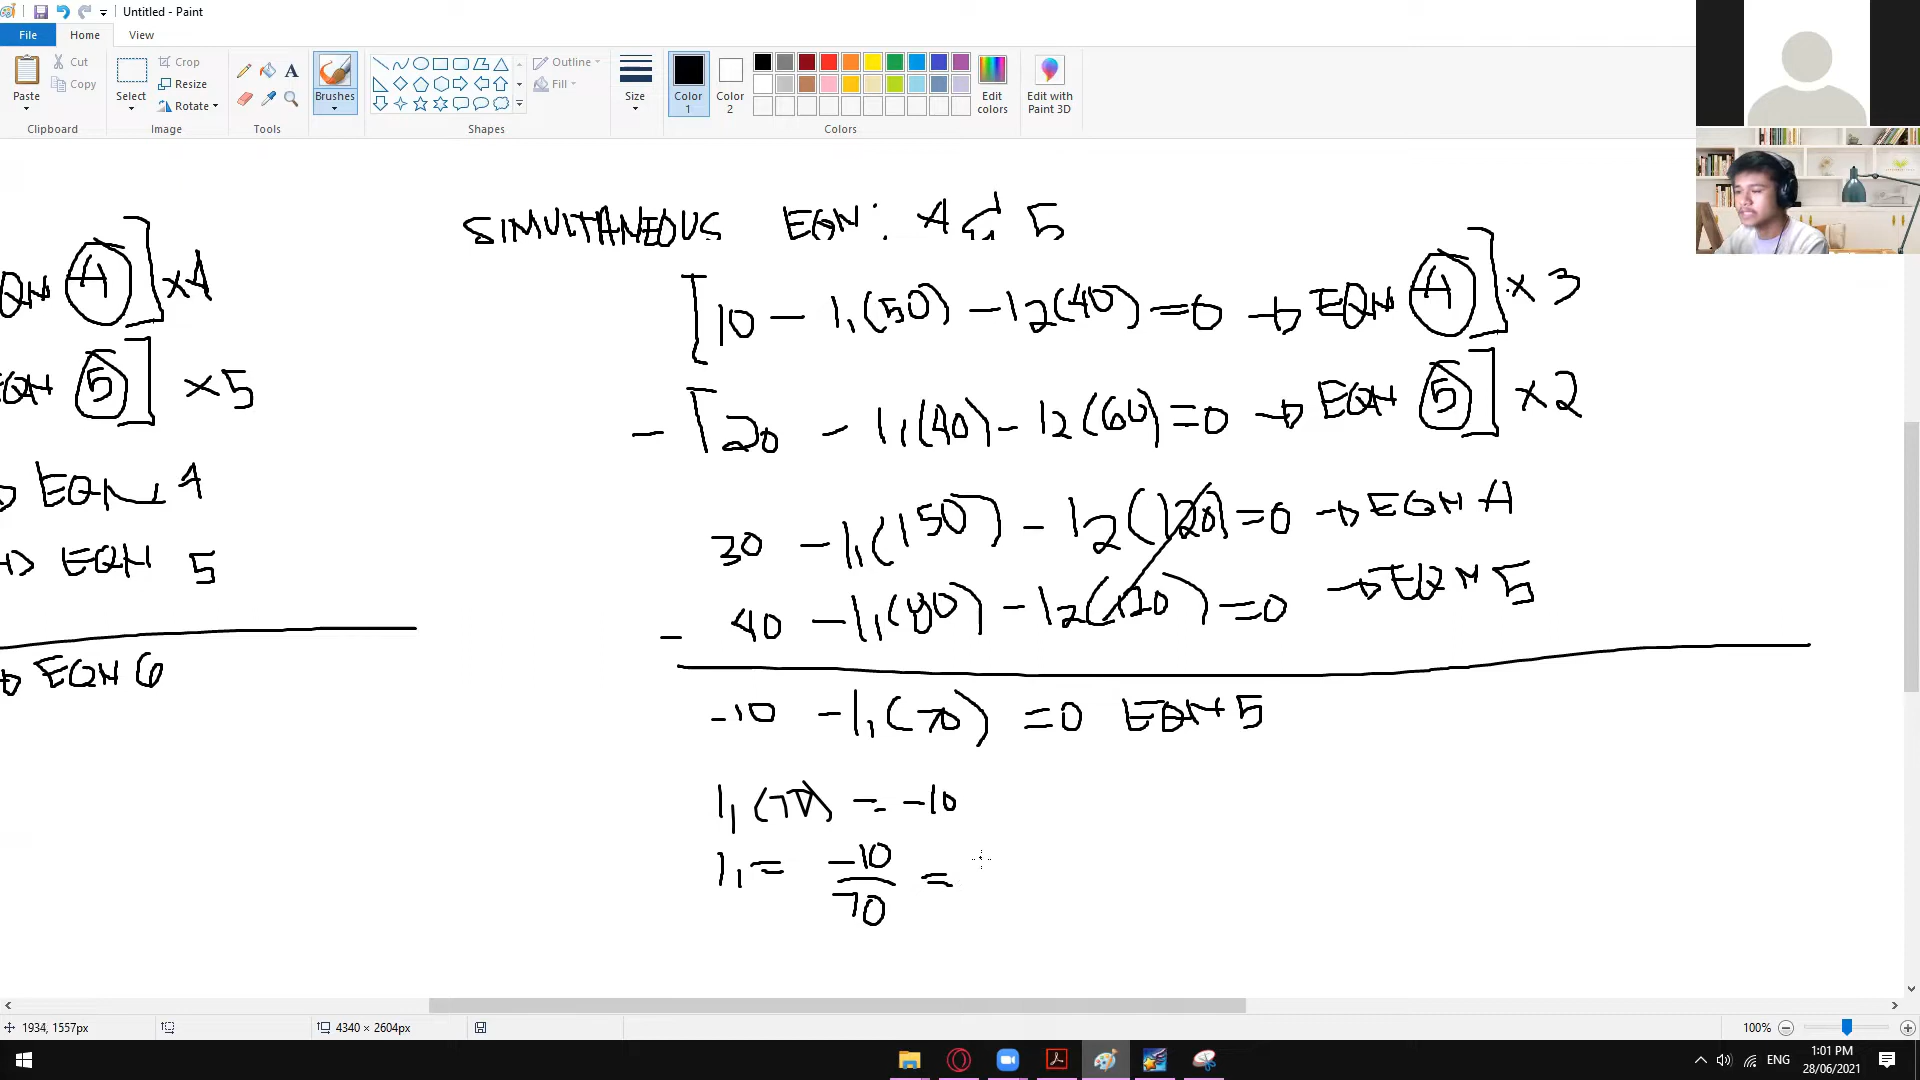 Untitled - Paint
File Home View
Paste
Cut
Copy
Clipboard
Select
Crop
Resize
Rotate
Image
Tools
Brushes
Shapes
Outline
Fill
Size
Color 1
Color 2
Colors
Edit colors
Edit with Paint 3D
EQN 4] ×4
EQN 5] ×5
EQN 4
EQN 5
EQN 6
SIMULTANEOUS EQN: 4 & 5
[10 - I1(50) - I2(40) = 0 → EQN 4] × 3
- [20 - I1(40) - I2(60) = 0 → EQN 5] × 2
30 - I1(150) - I2(120) = 0 → EQN 4
- 40 - I1(80) - I2(120) = 0 → EQN 5
-10 - I1(70) = 0 EQN 5
I1(70) = -10
I1 = -10/70 =
1934, 1557px
4340 × 2604px
100%
ENG
1:01 PM
28/06/2021